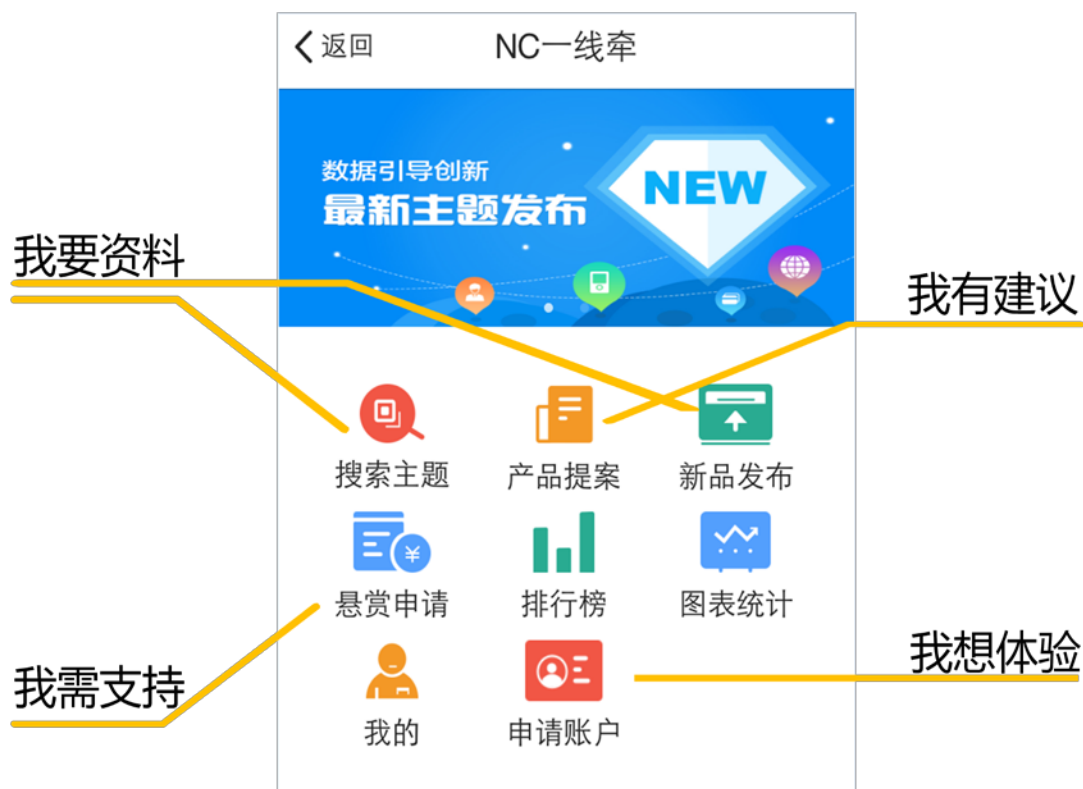 返回
NC一线牵
数据引导创新
最新主题发布
NEW
我要资料
我有建议
搜索主题
产品提案
新品发布
¥
悬赏申请
排行榜
图表统计
我需支持
我想体验
我的
申请账户